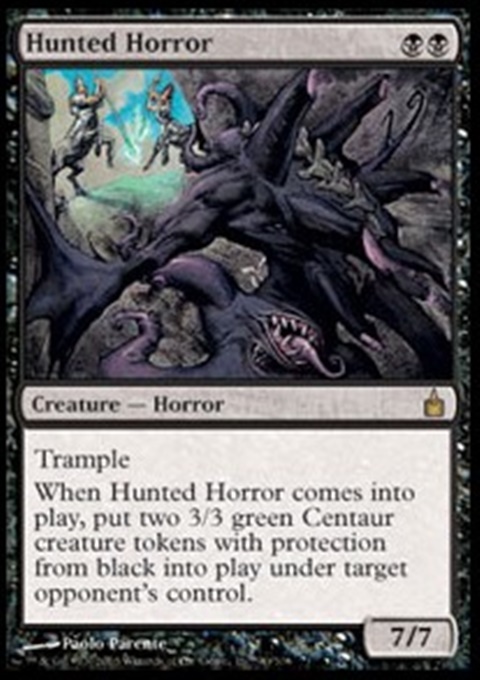 Hunted Horror
Creature — Horror
Trample
When Hunted Horror comes into
play, put two 3/3 green Centaur
creature tokens with protection
from black into play under target
opponent's control.
7/7
Paolo Parente